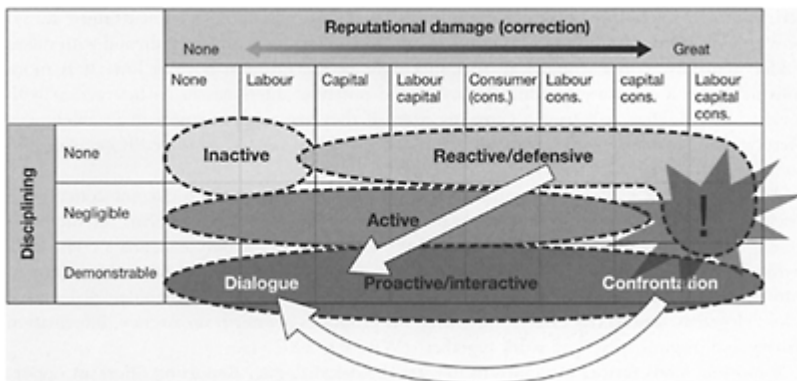 Reputational damage (correction)
None Great
None Labour Capital Labour capital Consumer (cons.) Labour cons. capital cons. Labour capital cons.
Disciplining
None Inactive Reactive/defensive
!
Negligible Active
Demonstrable Dialogue Proactive/interactive Confrontation